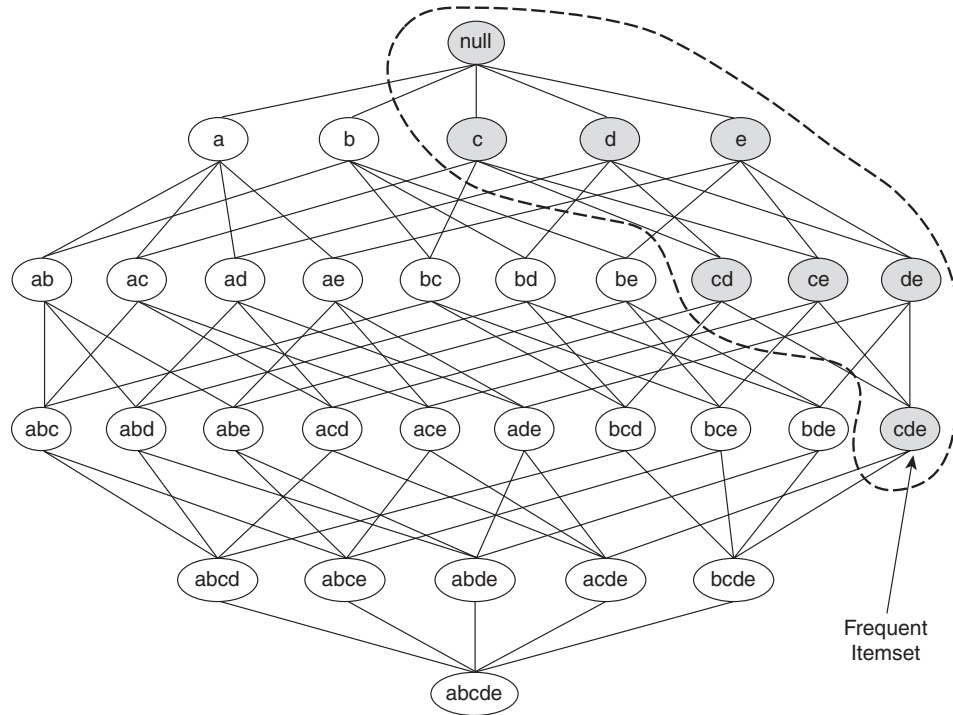 null
a b c d e
ab ac ad ae bc bd be cd ce de
abc abd abe acd ace ade bcd bce bde cde
abcd abce abde acde bcde
Frequent
Itemset
abcde